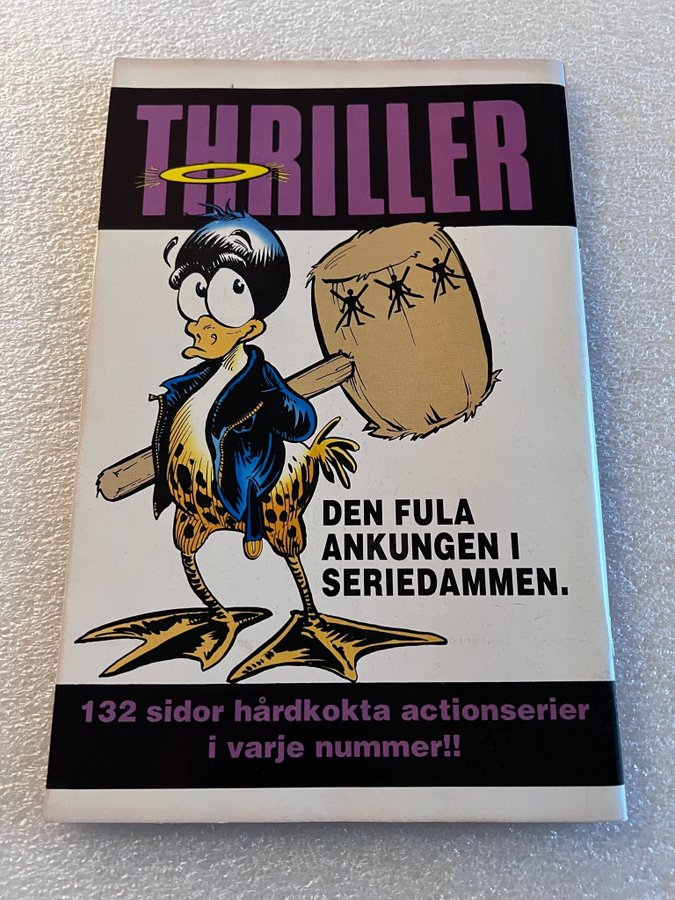 THRILLER
DEN FULA
ANKUNGEN I
SERIEDAMMEN.
132 sidor hårdkokta actionserier
i varje nummer!!